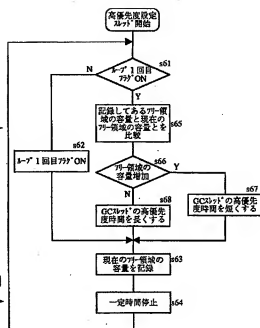 高優先度設定
ｽﾚｯﾄﾞ開始
s61
N
ﾙｰﾌﾟ1回目
ﾌﾗｸﾞON
Y
記録してあるﾌﾘｰ領
域の容量と現在の
ﾌﾘｰ領域の容量とを
比較
s65
s62
ﾙｰﾌﾟ1回目
ﾌﾗｸﾞON
s66
ﾌﾘｰ領域の
容量増加
Y
N
s67
GCｽﾚｯﾄﾞの高優先
度時間を短くする
s68
GCｽﾚｯﾄﾞの高優先
度時間を長くする
s63
現在のﾌﾘｰ領域の
容量を記録
s64
一定時間停止